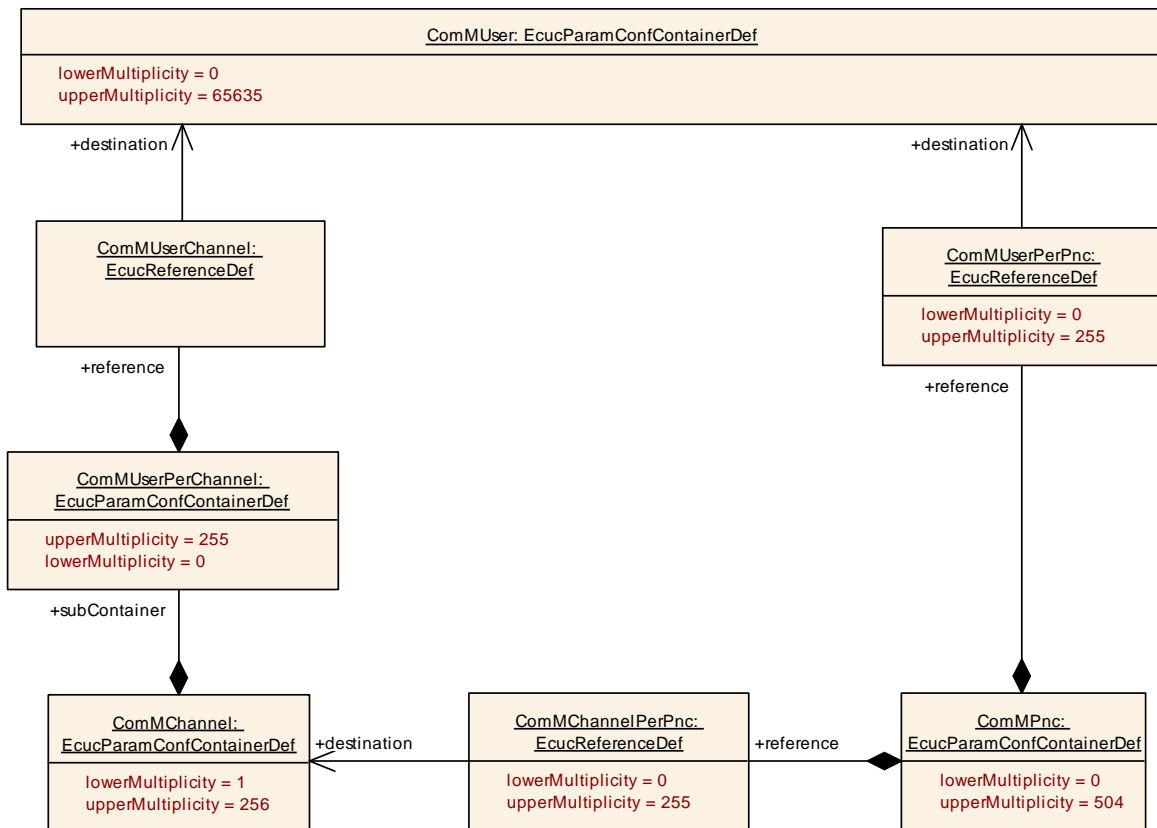 ComMUser: EcucParamConfContainerDef
lowerMultiplicity = 0
upperMultiplicity = 65635
+destination
+destination
ComMUserChannel:
EcucReferenceDef
ComMUserPerPnc:
EcucReferenceDef
lowerMultiplicity = 0
upperMultiplicity = 255
+reference
+reference
ComMUserPerChannel:
EcucParamConfContainerDef
upperMultiplicity = 255
lowerMultiplicity = 0
+subContainer
ComMChannel:
EcucParamConfContainerDef
lowerMultiplicity = 1
upperMultiplicity = 256
+destination
ComMChannelPerPnc:
EcucReferenceDef
lowerMultiplicity = 0
upperMultiplicity = 255
+reference
ComMPnc:
EcucParamConfContainerDef
lowerMultiplicity = 0
upperMultiplicity = 504